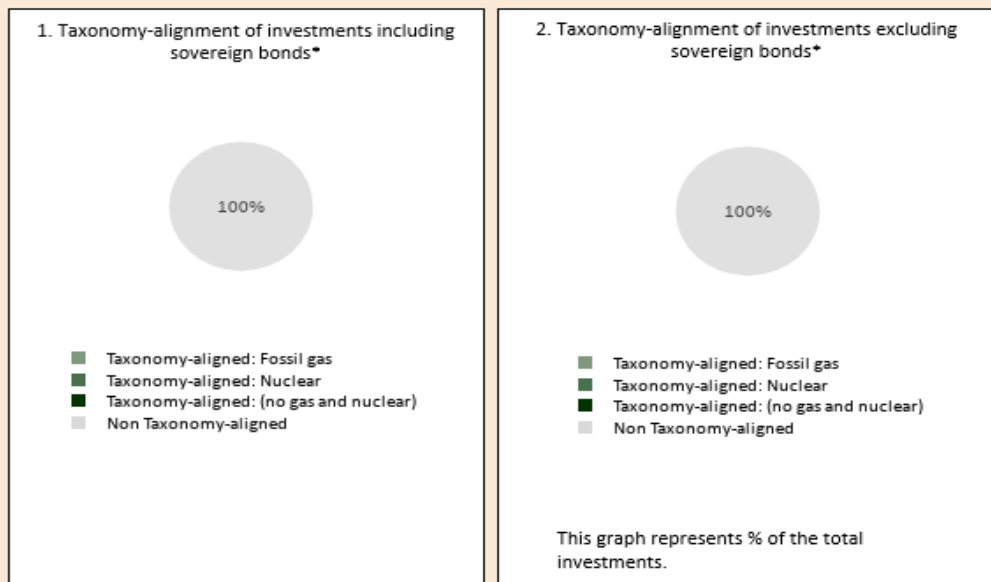 1. Taxonomy-alignment of investments including
sovereign bonds*
100%
Taxonomy-aligned: Fossil gas
Taxonomy-aligned: Nuclear
Taxonomy-aligned: (no gas and nuclear)
Non Taxonomy-aligned
2. Taxonomy-alignment of investments excluding
sovereign bonds*
100%
Taxonomy-aligned: Fossil gas
Taxonomy-aligned: Nuclear
Taxonomy-aligned: (no gas and nuclear)
Non Taxonomy-aligned
This graph represents % of the total
investments.